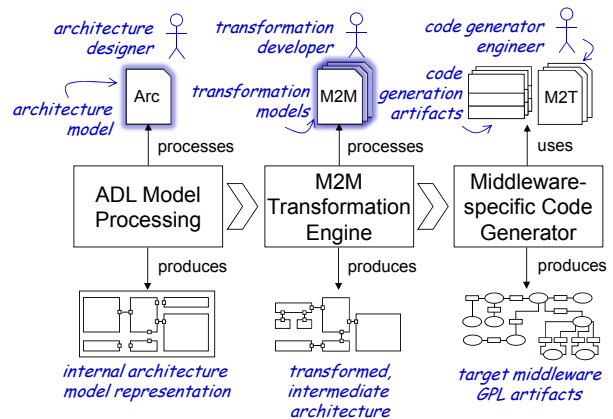 architecture
designer
transformation
developer
code generator
engineer
Arc
M2M
M2T
architecture
model
transformation
models
code
generation
artifacts
processes
processes
uses
ADL Model
Processing
M2M
Transformation
Engine
Middleware-
specific Code
Generator
produces
produces
produces
internal architecture
model representation
transformed,
intermediate
architecture
target middleware
GPL artifacts